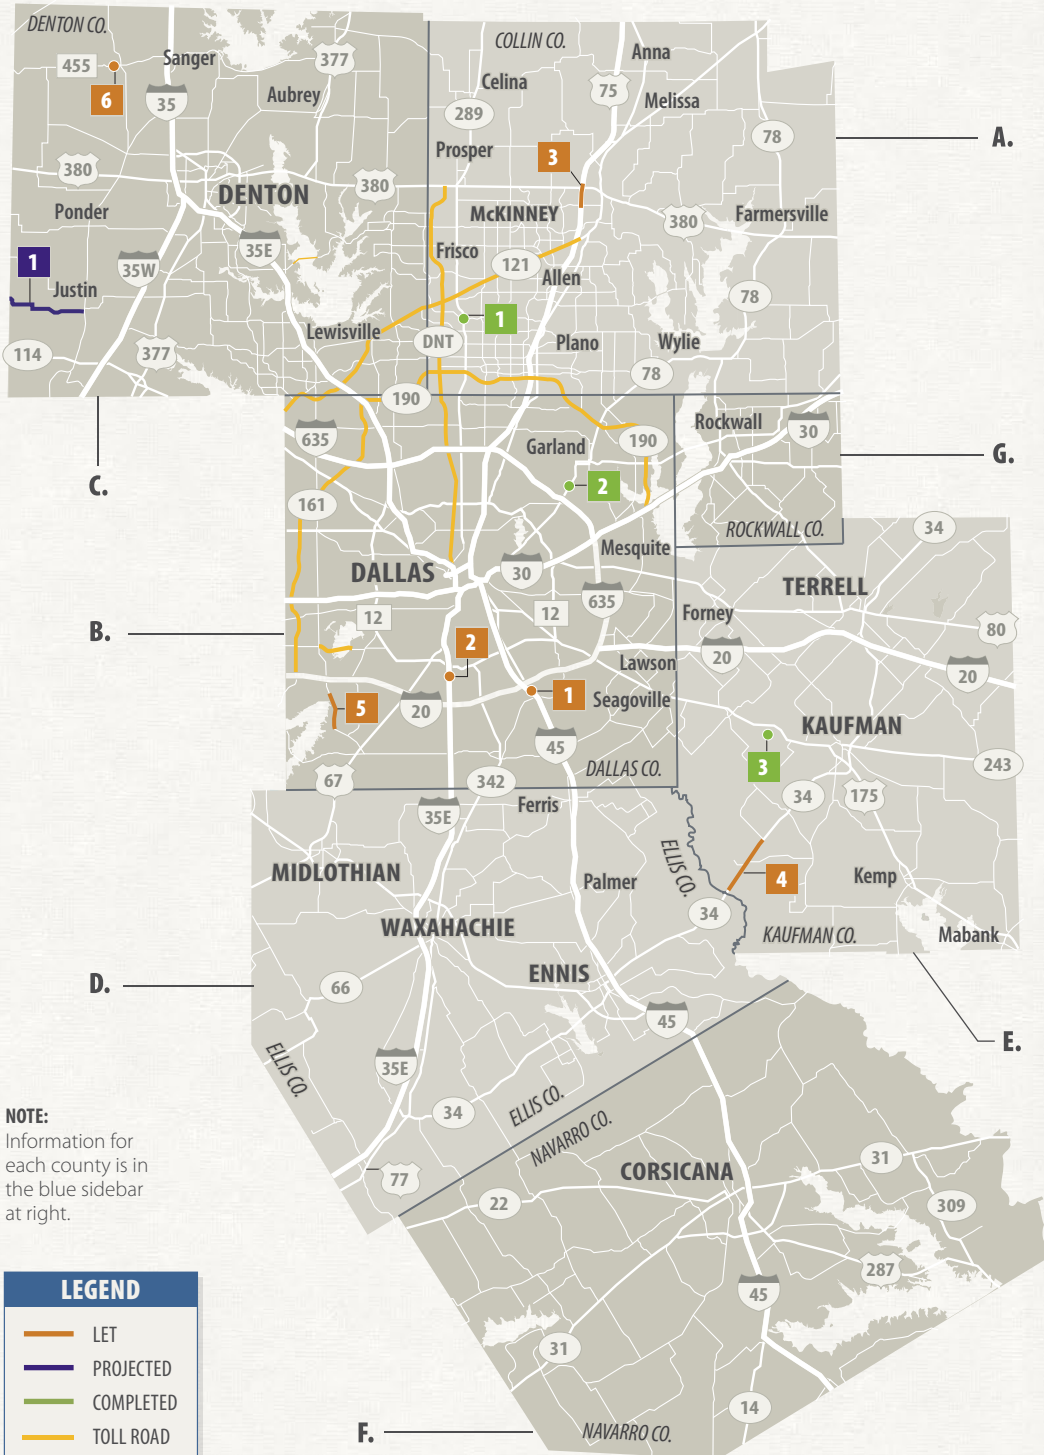 DENTON CO.
COLLIN CO.
Sanger
377
Anna
455
Celina
75
6
35
Aubrey
Melissa
289
78
A.
Prosper
3
380
380
DENTON
McKINNEY
Farmersville
Ponder
380
35E
Frisco
1
35W
121
Allen
Justin
78
1
Lewisville
DNT
Plano
Wylie
114
377
78
190
C.
Rockwall
30
635
Garland
190
G.
2
161
ROCKWALL CO.
34
Mesquite
DALLAS
30
TERRELL
635
12
12
Forney
80
B.
2
20
Lawson
20
1
Seagoville
5
20
KAUFMAN
45
3
243
DALLAS CO.
67
342
34
175
Ferris
35E
ELLIS CO.
MIDLOTHIAN
Palmer
4
Kemp
34
WAXAHACHIE
KAUFMAN CO.
Mabank
ENNIS
D.
66
45
E.
ELLIS CO.
35E
ELLIS CO.
34
NAVARRO CO.
NOTE:
Information for
each county is in
the blue sidebar
at right.
31
CORSICANA
77
22
309
287
LEGEND
45
LET
31
PROJECTED
COMPLETED
14
TOLL ROAD
F.
NAVARRO CO.